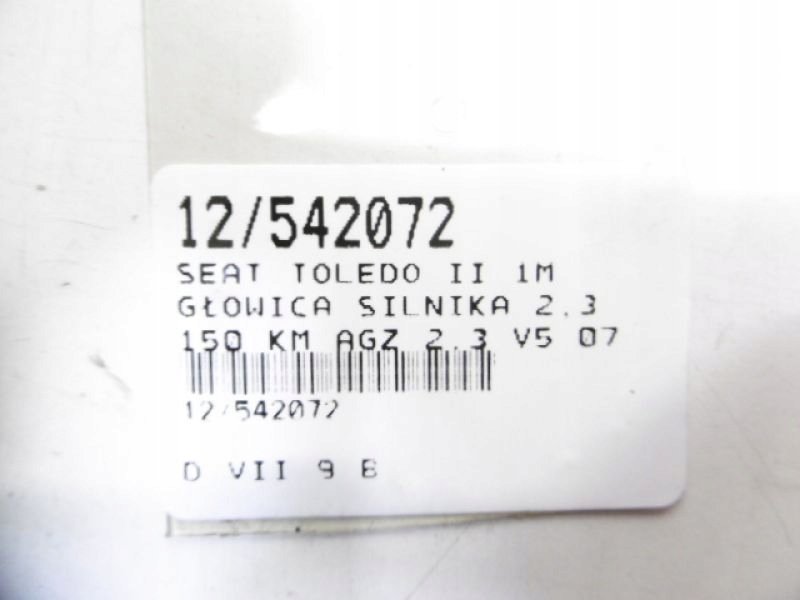 12/542072
SEAT TOLEDO II 1M
GŁOWICA SILNIKA 2.3
150 KM AGZ 2.3 V5 07
12/542072
D VII 9 B